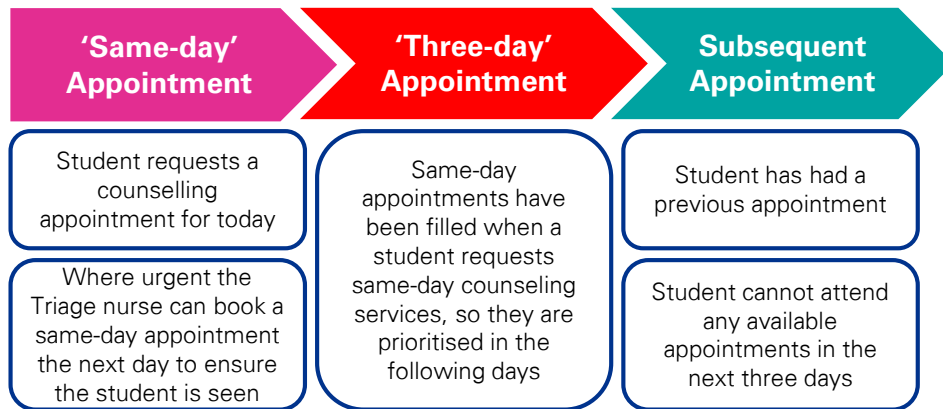 ‘Same-day’
Appointment
‘Three-day’
Appointment
Subsequent
Appointment
Student requests a
counselling
appointment for today
Where urgent the
Triage nurse can book a
same-day appointment
the next day to ensure
the student is seen
Same-day
appointments have
been filled when a
student requests
same-day counseling
services, so they are
prioritised in the
following days
Student has had a
previous appointment
Student cannot attend
any available
appointments in the
next three days